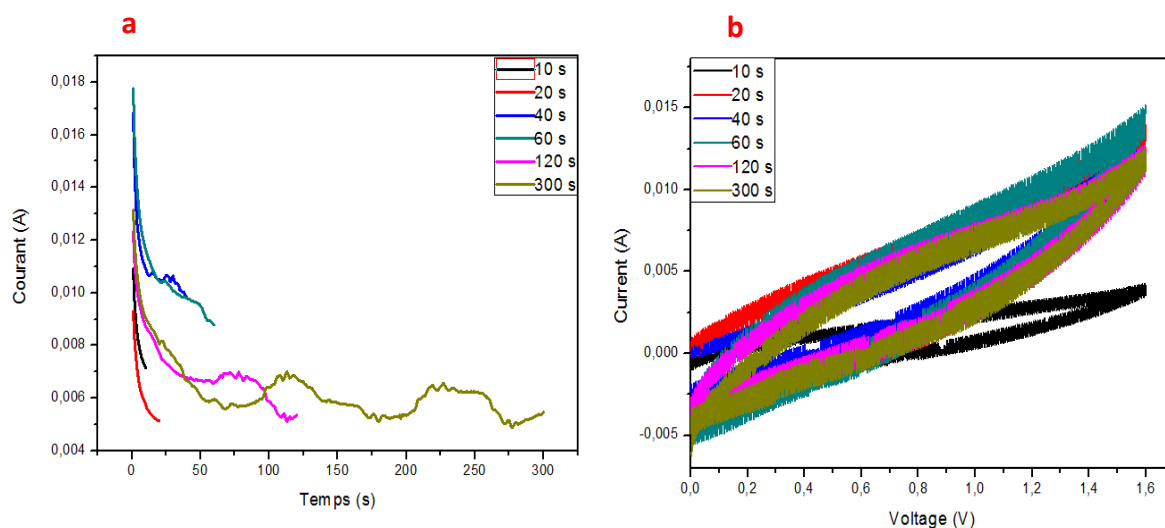 a
Courant (A)
0,018
0,016
0,014
0,012
0,010
0,008
0,006
0,004
0
50
100
150
200
250
300
Temps (s)
10 s
20 s
40 s
60 s
120 s
300 s
b
Current (A)
0,015
0,010
0,005
0,000
-0,005
0,0
0,2
0,4
0,6
0,8
1,0
1,2
1,4
1,6
Voltage (V)
10 s
20 s
40 s
60 s
120 s
300 s